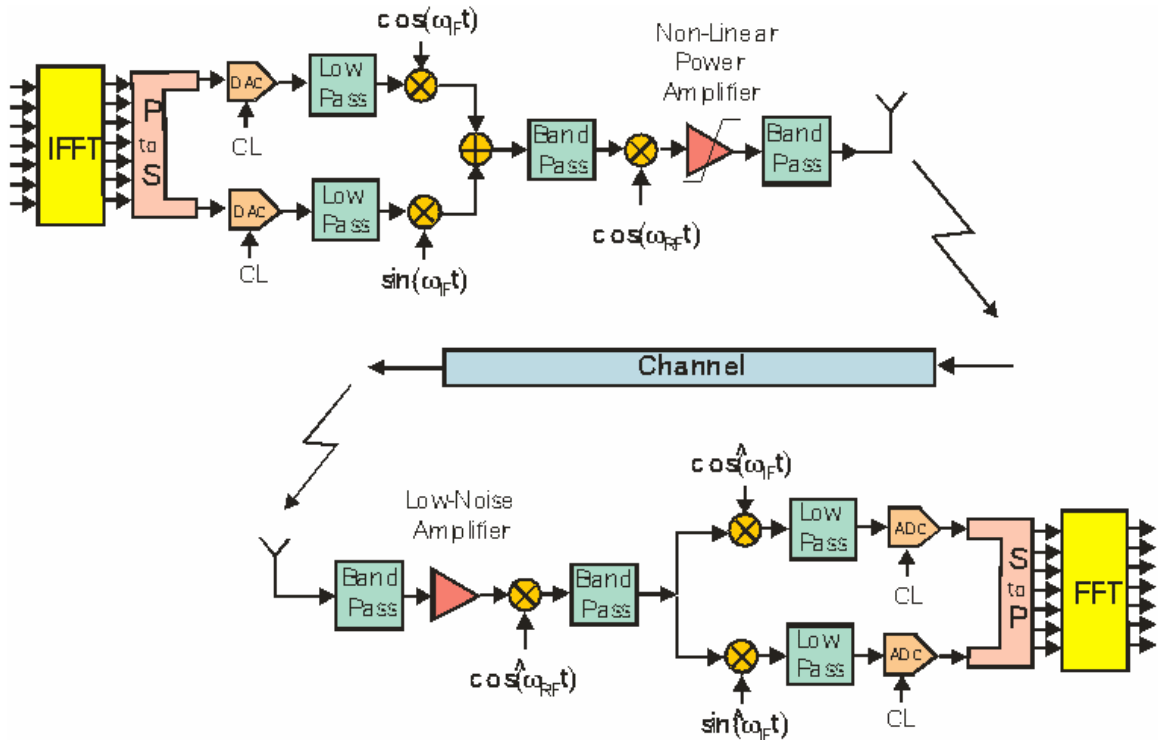 cos(ωIFt)
Non-Linear
Power
Amplifier
IFFT
P
to
S
DAC
CL
Low
Pass
Band
Pass
Band
Pass
cos(ωRFt)
DAC
CL
Low
Pass
sin(ωIFt)
Channel
cos(ω̂IFt)
Low-Noise
Amplifier
Band
Pass
cos(ω̂RFt)
Band
Pass
Low
Pass
ADC
CL
S
to
P
FFT
Low
Pass
ADC
CL
sin(ω̂IFt)